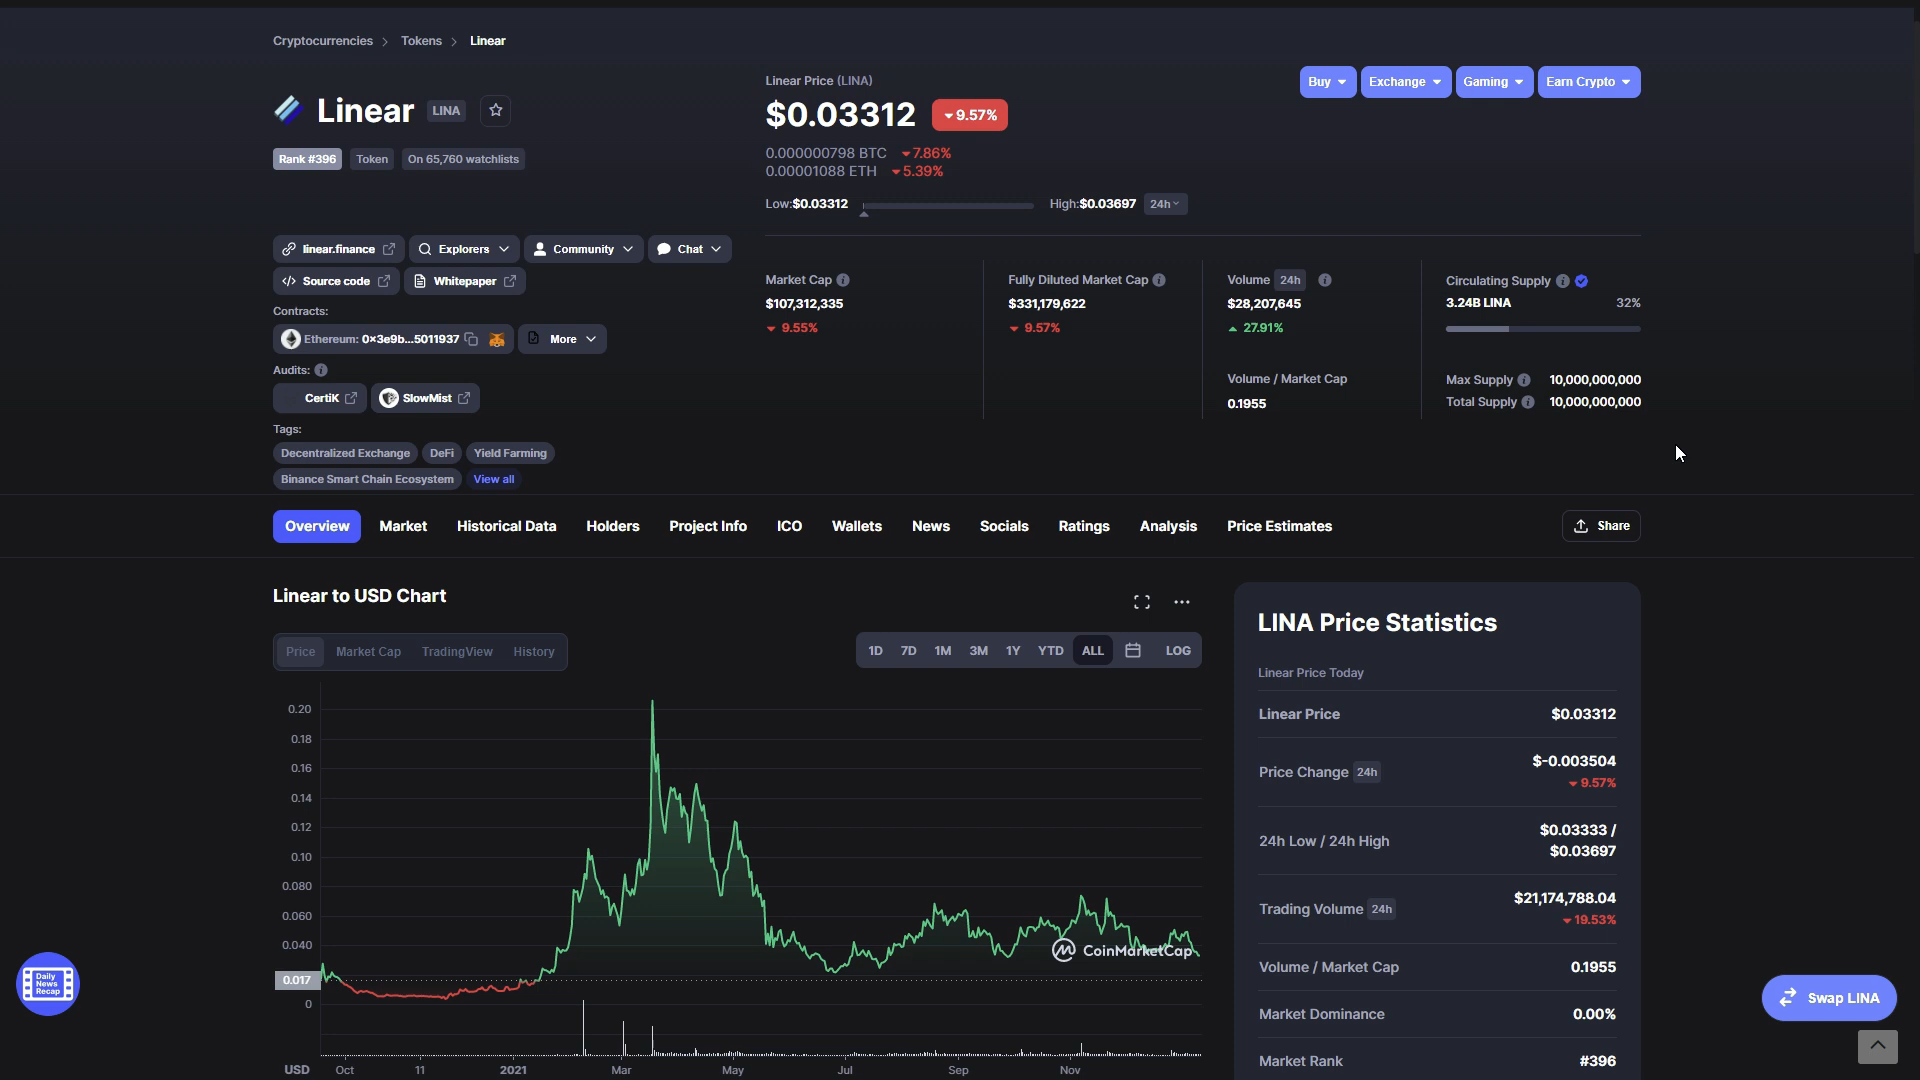 Cryptocurrencies > Tokens > Linear
Linear LINA
Rank #396 Token On 65,760 watchlists
linear.finance Explorers Community Chat
Source code Whitepaper
Contracts:
Ethereum: 0x3e9b...5011937 More
Audits:
CertiK SlowMist
Tags:
Decentralized Exchange DeFi Yield Farming
Binance Smart Chain Ecosystem View all
Linear Price (LINA)
$0.03312 9.57%
0.000000798 BTC 7.86%
0.00001088 ETH 5.39%
Low:$0.03312 High:$0.03697 24h
Buy Exchange Gaming Earn Crypto
Market Cap
$107,312,335
9.55%
Fully Diluted Market Cap
$331,179,622
9.57%
Volume 24h
$28,207,645
27.91%
Volume / Market Cap
0.1955
Circulating Supply
3.24B LINA 32%
Max Supply 10,000,000,000
Total Supply 10,000,000,000
Overview Market Historical Data Holders Project Info ICO Wallets News Socials Ratings Analysis Price Estimates Share
Linear to USD Chart
Price Market Cap TradingView History
1D 7D 1M 3M 1Y YTD ALL LOG
0.20
0.18
0.16
0.14
0.12
0.10
0.080
0.060
0.040
0.017
0
CoinMarketCap
USD Oct 11 2021 Mar May Jul Sep Nov
LINA Price Statistics
Linear Price Today
Linear Price $0.03312
Price Change 24h $-0.003504
9.57%
24h Low / 24h High $0.03333 /
$0.03697
Trading Volume 24h $21,174,788.04
19.53%
Volume / Market Cap 0.1955
Market Dominance 0.00%
Market Rank #396
Daily
News
Recap
Swap LINA